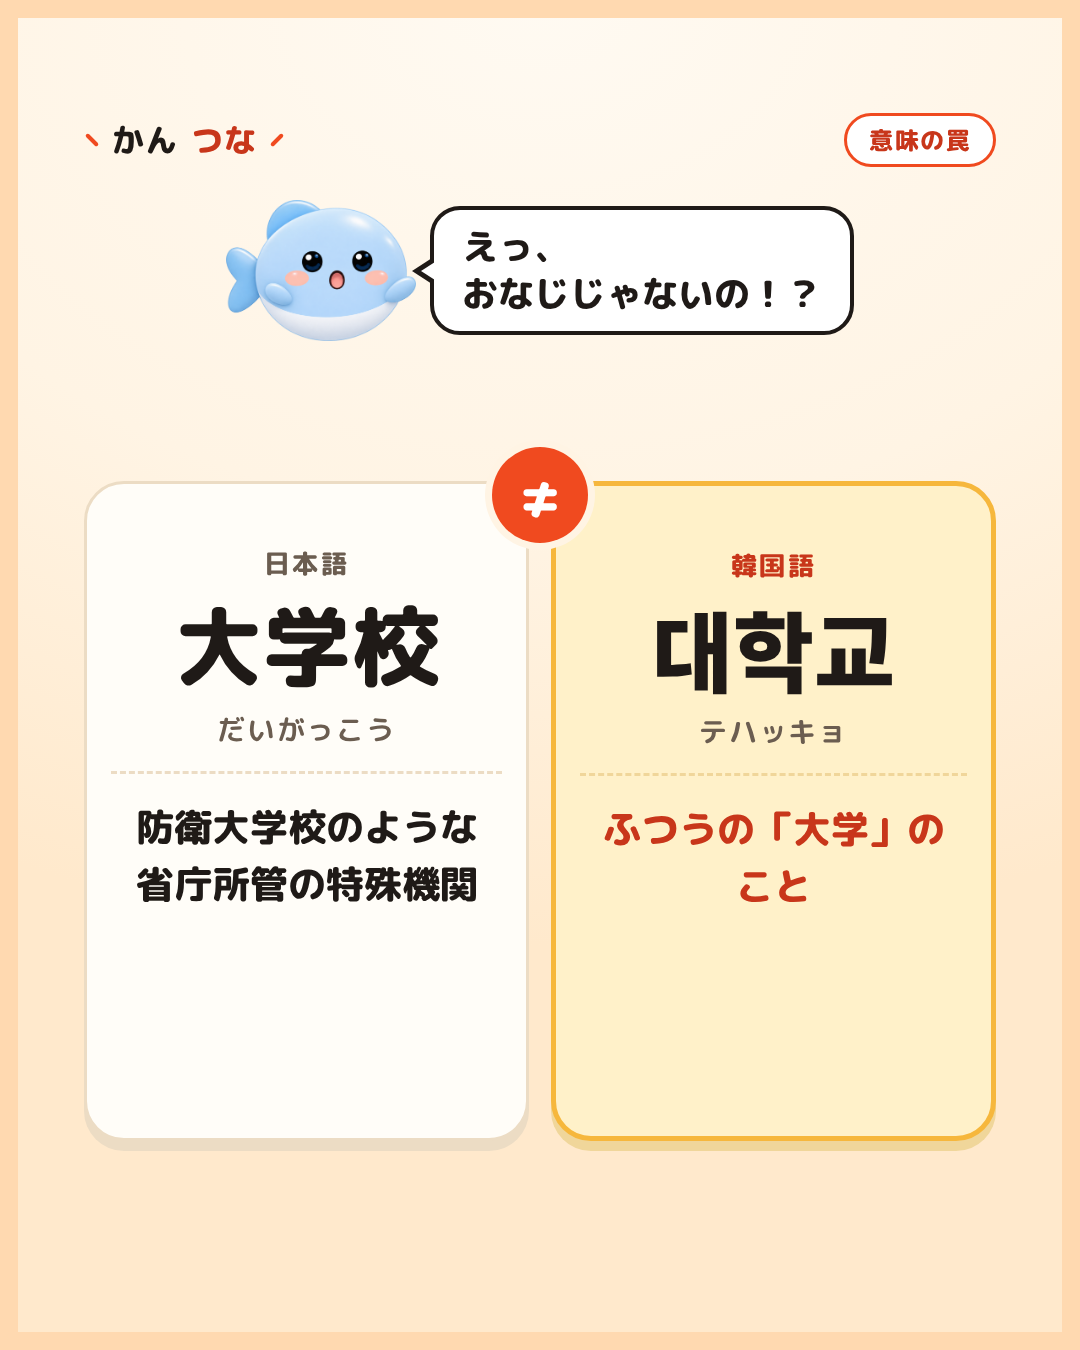 かん つな
意味の罠
えっ、
おなじじゃないの！？
≠
日本語
大学校
だいがっこう
防衛大学校のような
省庁所管の特殊機関
韓国語
대학교
テハッキョ
ふつうの「大学」の
こと